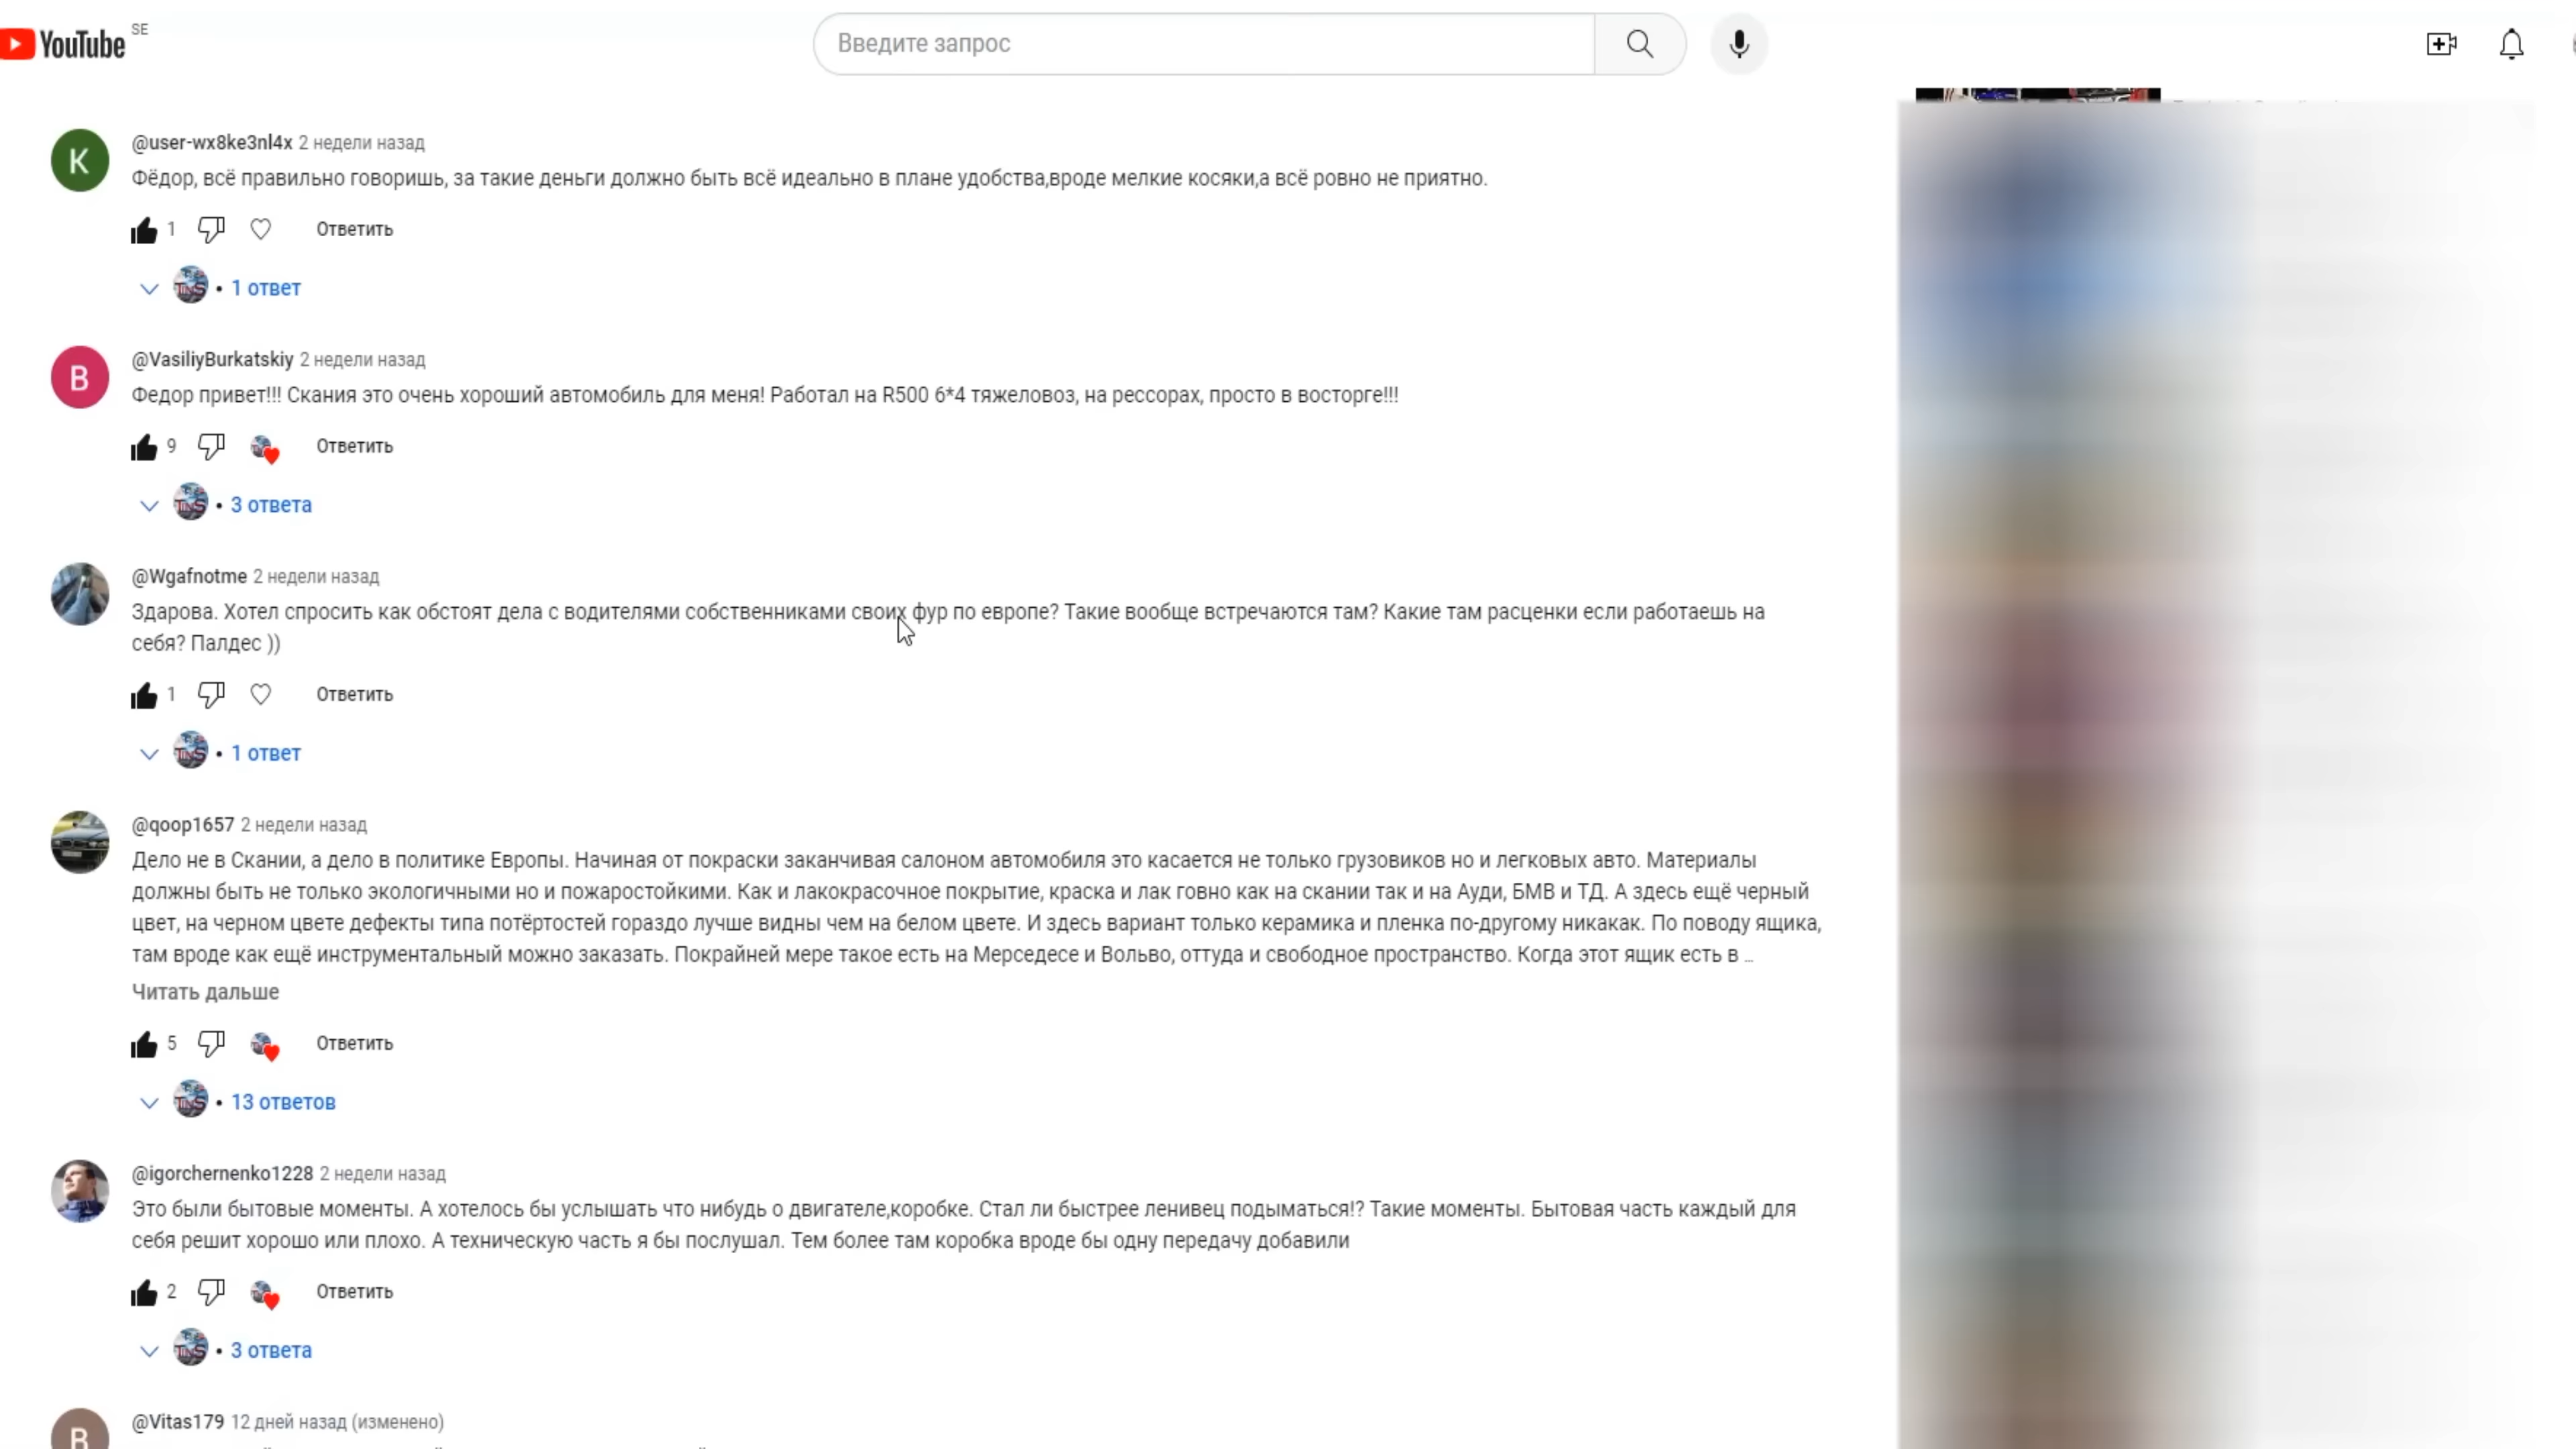 YouTube SE
Введите запрос
K
@user-wx8ke3nl4x 2 недели назад
Фёдор, всё правильно говоришь, за такие деньги должно быть всё идеально в плане удобства,вроде мелкие косяки,а всё ровно не приятно.
1 Ответить
• 1 ответ
В
@VasiliyBurkatskiy 2 недели назад
Федор привет!!! Скания это очень хороший автомобиль для меня! Работал на R500 6*4 тяжеловоз, на рессорах, просто в восторге!!!
9 Ответить
• 3 ответа
@Wgafnotme 2 недели назад
Здарова. Хотел спросить как обстоят дела с водителями собственниками своих фур по европе? Такие вообще встречаются там? Какие там расценки если работаешь на
себя? Палдес ))
1 Ответить
• 1 ответ
@qoop1657 2 недели назад
Дело не в Скании, а дело в политике Европы. Начиная от покраски заканчивая салоном автомобиля это касается не только грузовиков но и легковых авто. Материалы
должны быть не только экологичными но и пожаростойкими. Как и лакокрасочное покрытие, краска и лак говно как на скании так и на Ауди, БМВ и ТД. А здесь ещё черный
цвет, на черном цвете дефекты типа потёртостей гораздо лучше видны чем на белом цвете. И здесь вариант только керамика и пленка по-другому никакак. По поводу ящика,
там вроде как ещё инструментальный можно заказать. Покрайней мере такое есть на Мерседесе и Вольво, оттуда и свободное пространство. Когда этот ящик есть в ...
Читать дальше
5 Ответить
• 13 ответов
@igorchernenko1228 2 недели назад
Это были бытовые моменты. А хотелось бы услышать что нибудь о двигателе,коробке. Стал ли быстрее ленивец подыматься!? Такие моменты. Бытовая часть каждый для
себя решит хорошо или плохо. А техническую часть я бы послушал. Тем более там коробка вроде бы одну передачу добавили
2 Ответить
• 3 ответа
В
@Vitas179 12 дней назад (изменено)